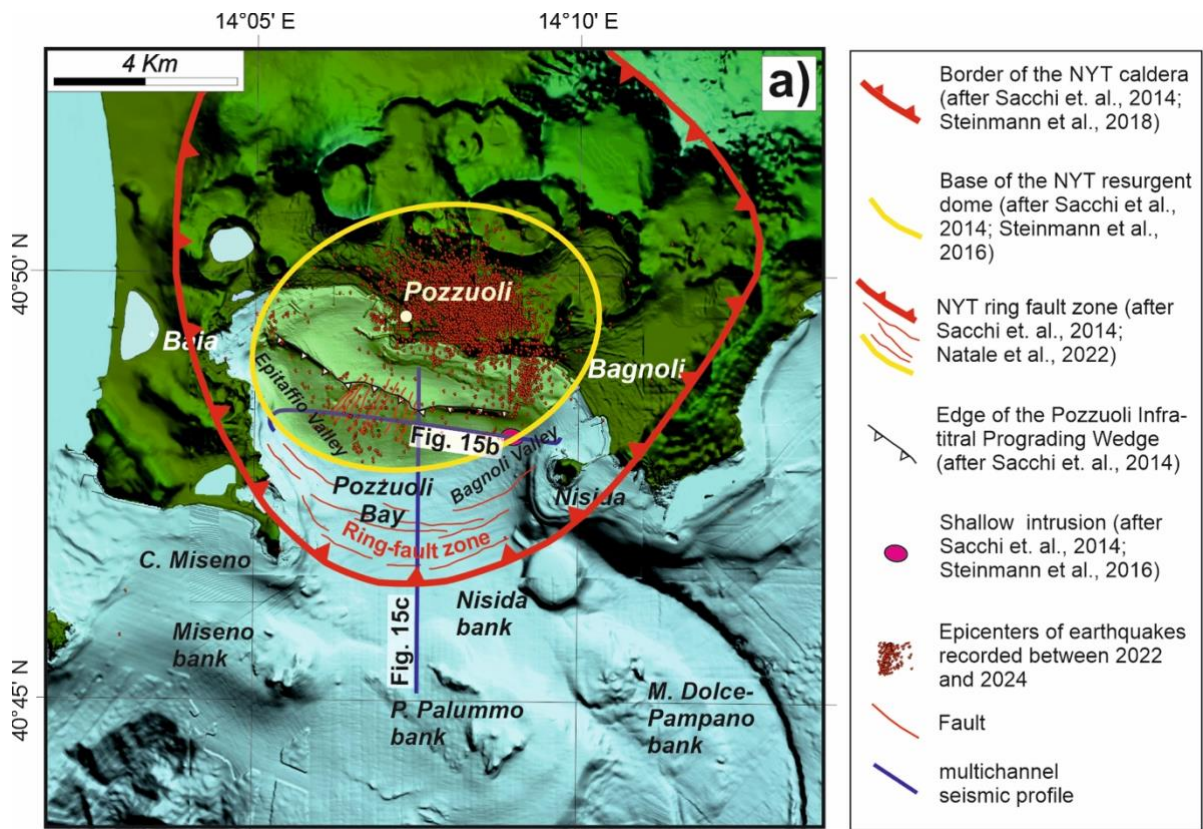 14°05' E
14°10' E
4 Km
a)
40°50' N
40°45' N
Pozzuoli
Baia
Bagnoli
Epitaffio Valley
Fig. 15b
Bagnoli Valley
Pozzuoli
Bay
Nisida
Ring-fault zone
C. Miseno
Nisida
bank
Miseno
bank
Fig. 15c
P. Palummo
bank
M. Dolce-
Pampano
bank
Border of the NYT caldera
(after Sacchi et. al., 2014;
Steinmann et al., 2018)
Base of the NYT resurgent
dome (after Sacchi et al.,
2014; Steinmann et al.,
2016)
NYT ring fault zone (after
Sacchi et. al., 2014;
Natale et al., 2022)
Edge of the Pozzuoli Infra-
titral Prograding Wedge
(after Sacchi et. al., 2014)
Shallow intrusion (after
Sacchi et. al., 2014;
Steinmann et al., 2016)
Epicenters of earthquakes
recorded between 2022
and 2024
Fault
multichannel
seismic profile